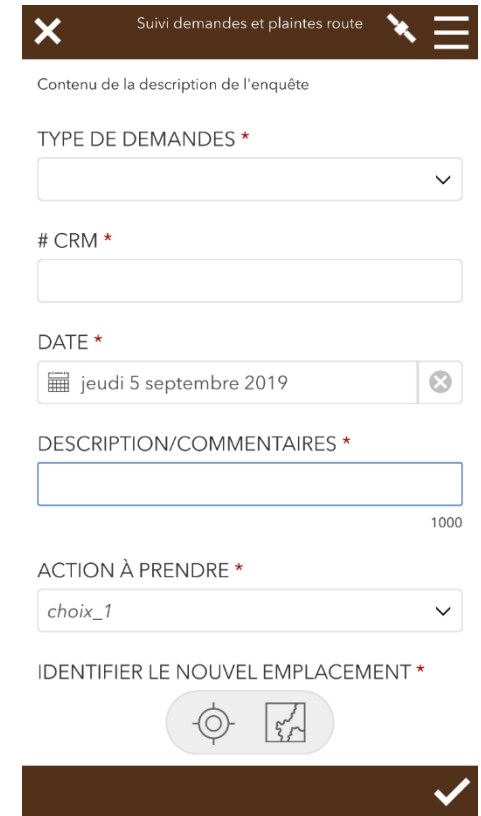 Suivi demandes et plaintes route
Contenu de la description de l'enquête
TYPE DE DEMANDES *
# CRM *
DATE *
jeudi 5 septembre 2019
DESCRIPTION/COMMENTAIRES *
1000
ACTION À PRENDRE *
choix_1
IDENTIFIER LE NOUVEL EMPLACEMENT *